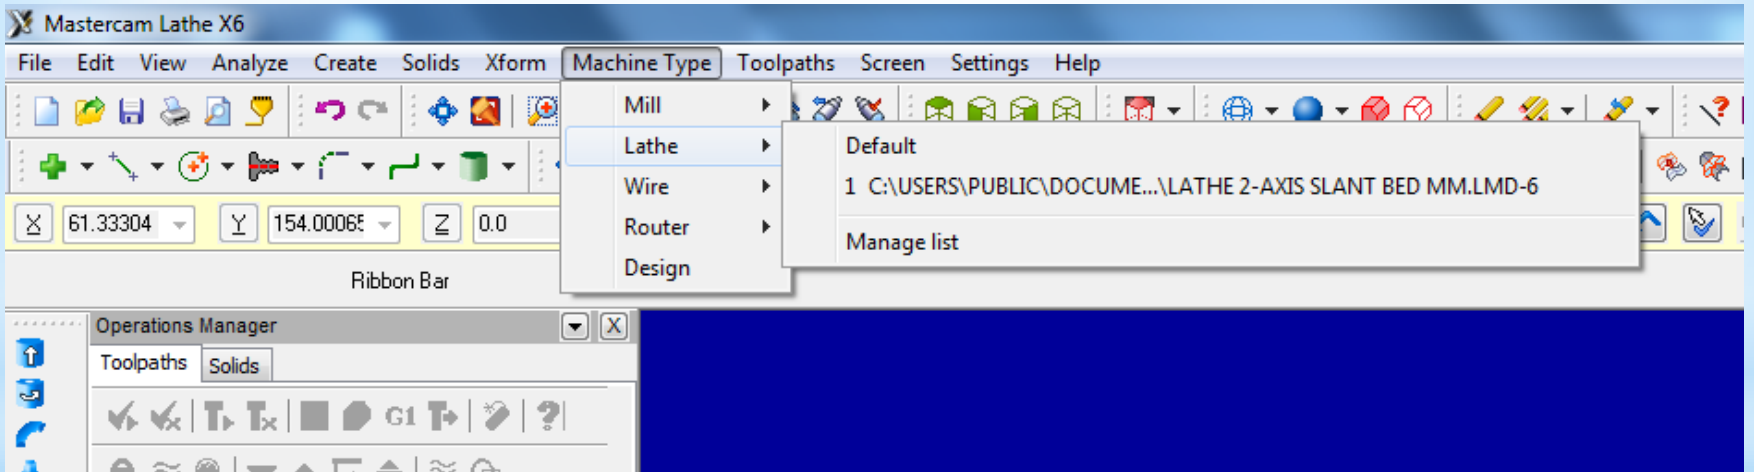 Mastercam Lathe X6
File Edit View Analyze Create Solids Xform Machine Type Toolpaths Screen Settings Help
Mill
Lathe
Default
Wire
1 C:\USERS\PUBLIC\DOCUME...\LATHE 2-AXIS SLANT BED MM.LMD-6
X 61.33304 Y 154.00065 Z 0.0
Router
Manage list
Design
Ribbon Bar
Operations Manager
Toolpaths Solids
G1